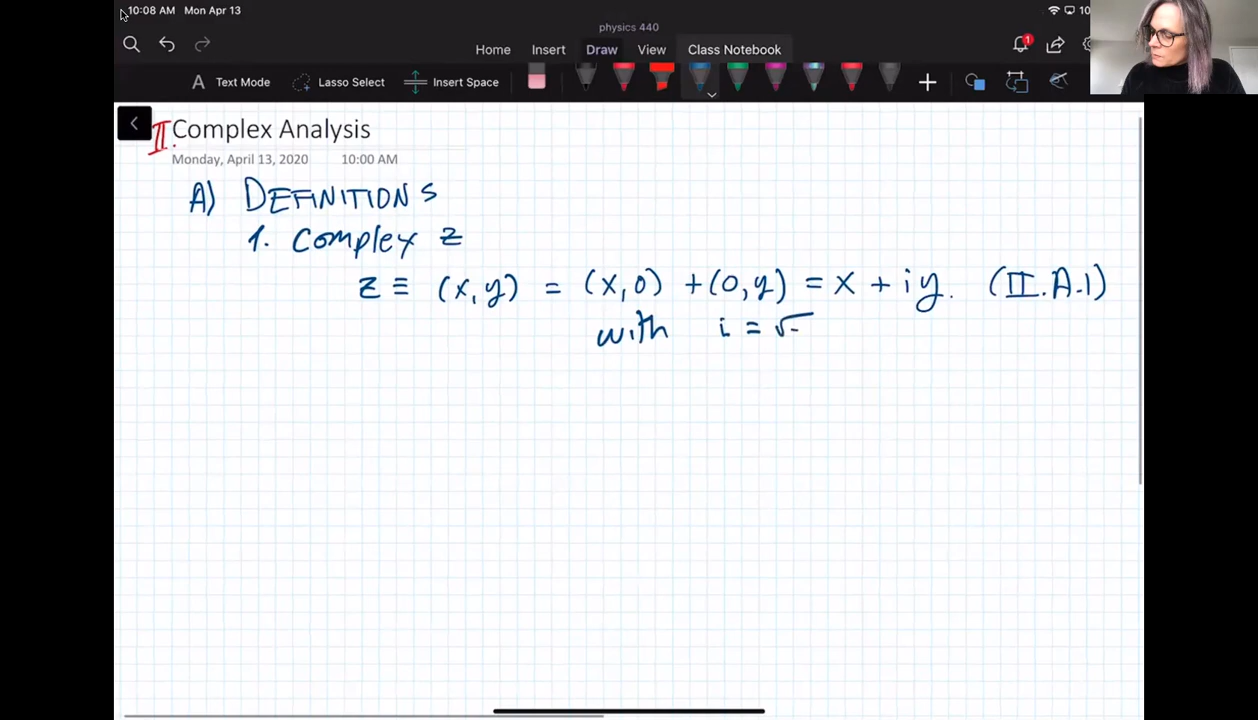 10:08 AM Mon Apr 13
10
physics 440
Home Insert Draw View Class Notebook
1
A Text Mode Lasso Select Insert Space
II. Complex Analysis
Monday, April 13, 2020 10:00 AM
A) DEFINITIONS
1. Complex z
z ≡ (x,y) = (x,0) + (0,y) = x + iy. (II.A.1)
with i = √-